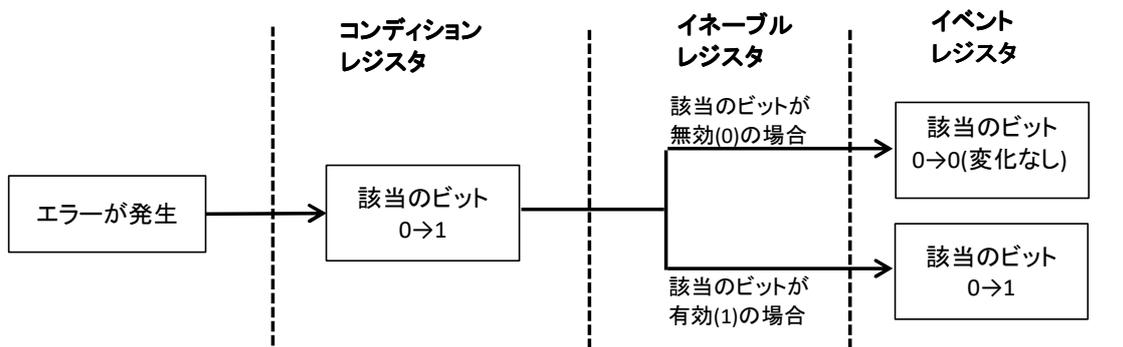 コンディション
レジスタ
イネーブル
レジスタ
イベント
レジスタ
エラーが発生
該当のビット
0→1
該当のビットが
無効(0)の場合
該当のビット
0→0(変化なし)
該当のビットが
有効(1)の場合
該当のビット
0→1